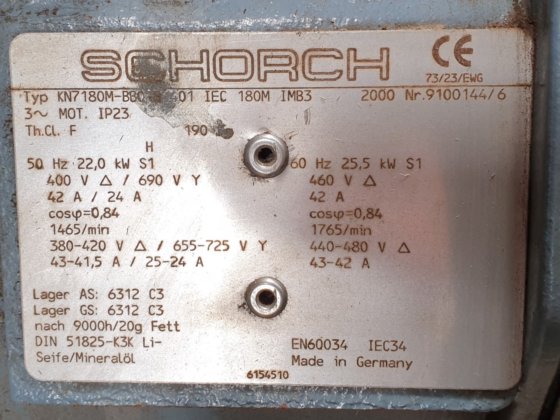 SCHORCH
CE
73/23/EWG
Typ KN7180M-BB 01 IEC 180M IMB3 2000 Nr.9100144/6
3~ MOT. IP23
Th.Cl. F 190
H
50 Hz 22,0 kW S1 60 Hz 25,5 kW S1
400 V △ / 690 V Y 460 V △
42 A / 24 A 42 A
cosφ=0,84 cosφ=0,84
1465/min 1765/min
380-420 V △ / 655-725 V Y 440-480 V △
43-41,5 A / 25-24 A 43-42 A
Lager AS: 6312 C3
Lager GS: 6312 C3
nach 9000h/20g Fett
DIN 51825-K3K Li- EN60034 IEC34
Seife/Mineralöl Made in Germany
6154510